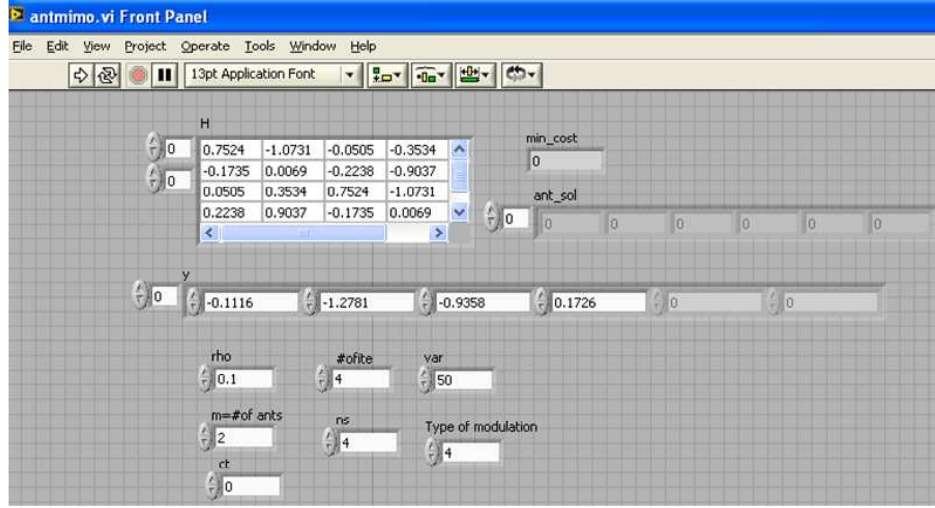 antmimo.vi Front Panel
File Edit View Project Operate Tools Window Help
13pt Application Font
H
0 0.7524 -1.0731 -0.0505 -0.3534
0 -0.1735 0.0069 -0.2238 -0.9037
0.0505 0.3534 0.7524 -1.0731
0.2238 0.9037 -0.1735 0.0069
min_cost
0
ant_sol
0 0 0 0 0 0
y
0 -0.1116 -1.2781 -0.9358 0.1726 0 0
rho #ofite var
0.1 4 50
m=#of ants ns Type of modulation
2 4 4
ct
0